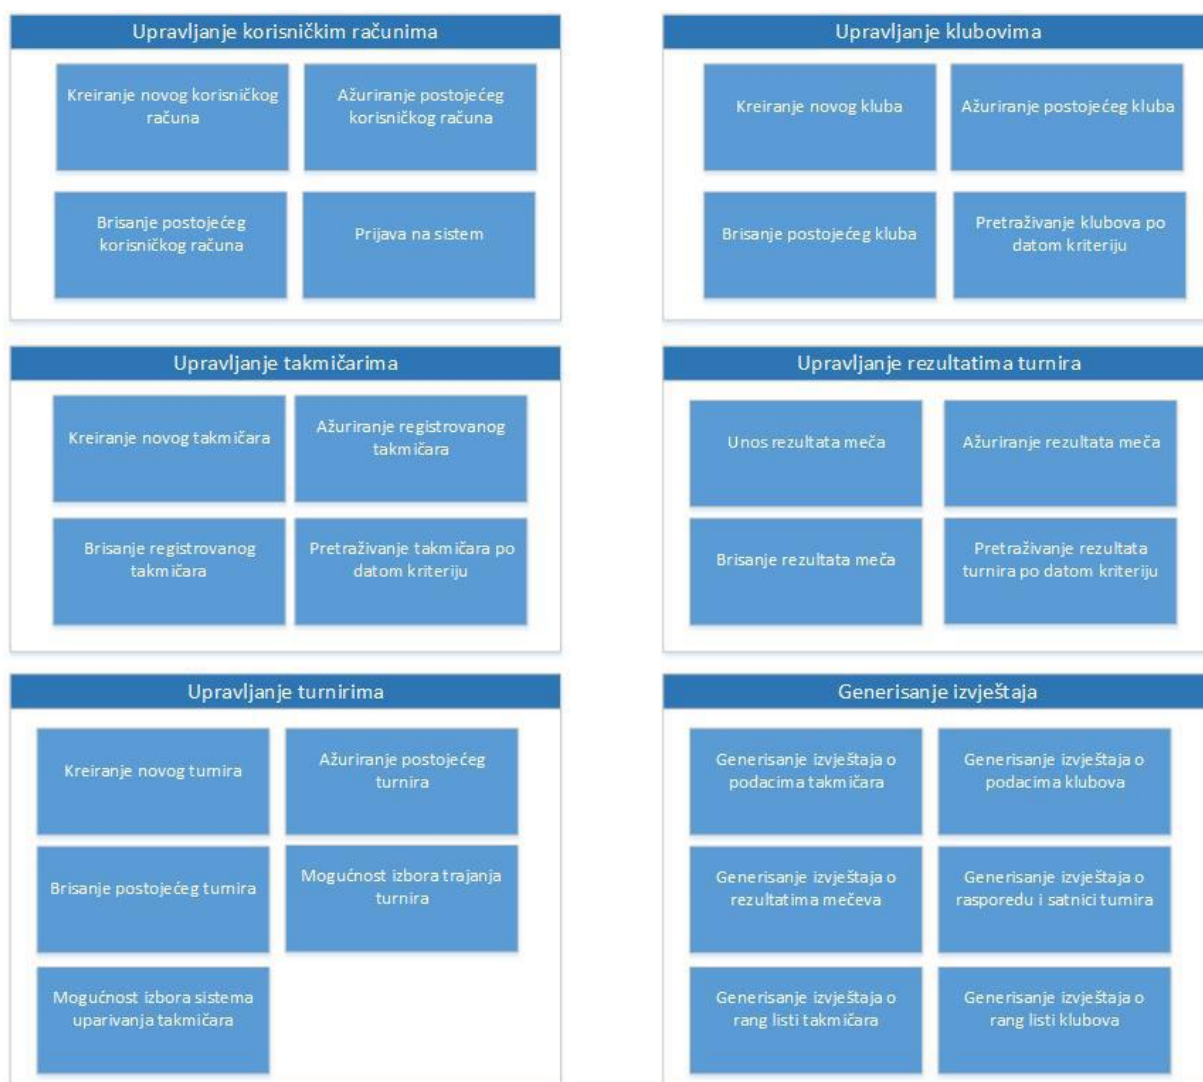 Upravljanje korisničkim računima
Kreiranje novog korisničkog
računa
Ažuriranje postojećeg
korisničkog računa
Brisanje postojećeg
korisničkog računa
Prijava na sistem
Upravljanje klubovima
Kreiranje novog kluba
Ažuriranje postojećeg kluba
Brisanje postojećeg kluba
Pretraživanje klubova po
datom kriteriju
Upravljanje takmičarima
Kreiranje novog takmičara
Ažuriranje registrovanog
takmičara
Brisanje registrovanog
takmičara
Pretraživanje takmičara po
datom kriteriju
Upravljanje rezultatima turnira
Unos rezultata meča
Ažuriranje rezultata meča
Brisanje rezultata meča
Pretraživanje rezultata
turnira po datom kriteriju
Upravljanje turnirima
Kreiranje novog turnira
Ažuriranje postojećeg
turnira
Brisanje postojećeg turnira
Mogućnost izbora trajanja
turnira
Mogućnost izbora sistema
uparivanja takmičara
Generisanje izvještaja
Generisanje izvještaja o
podacima takmičara
Generisanje izvještaja o
podacima klubova
Generisanje izvještaja o
rezultatima mečeva
Generisanje izvještaja o
rasporedu i satnici turnira
Generisanje izvještaja o
rang listi takmičara
Generisanje izvještaja o
rang listi klubova